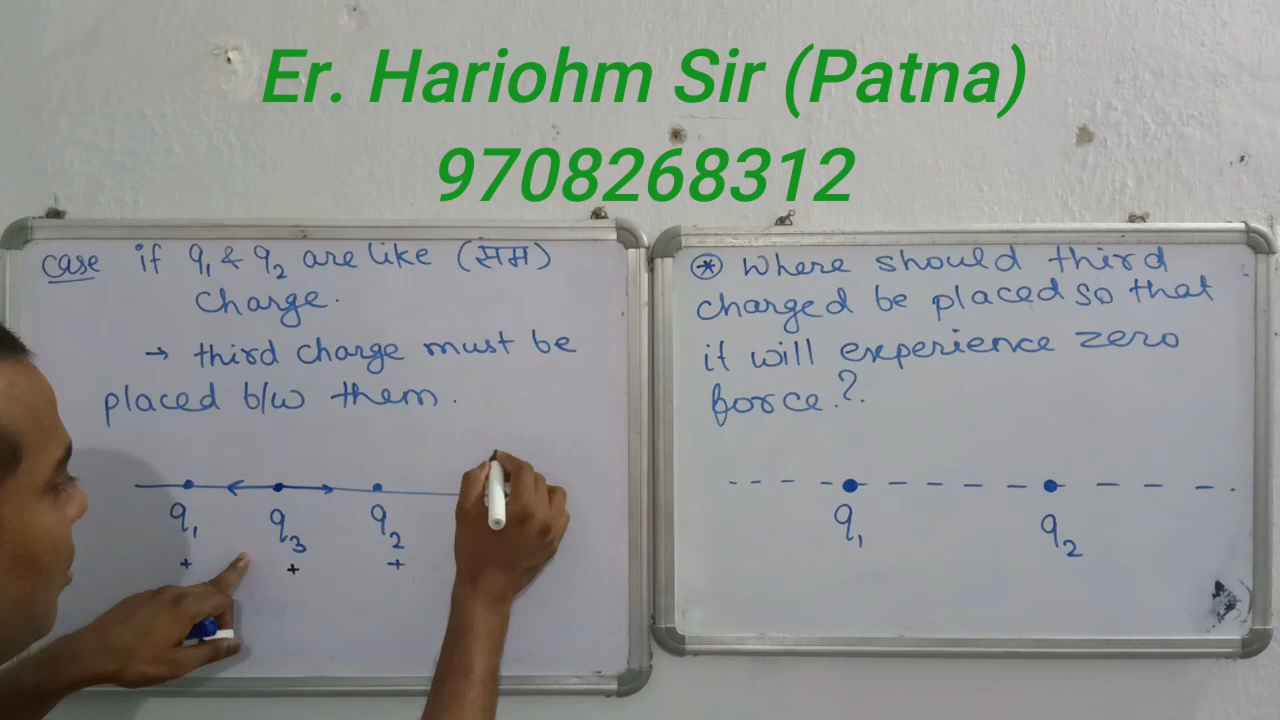 Er. Hariohm Sir (Patna)
9708268312
case if q₁ & q₂ are like (सम)
charge.
→ third charge must be
placed b/w them.
q₁ q₃ q₂
+ + +
⊛ Where should third
charged be placed so that
it will experience zero
force.?
q₁ q₂